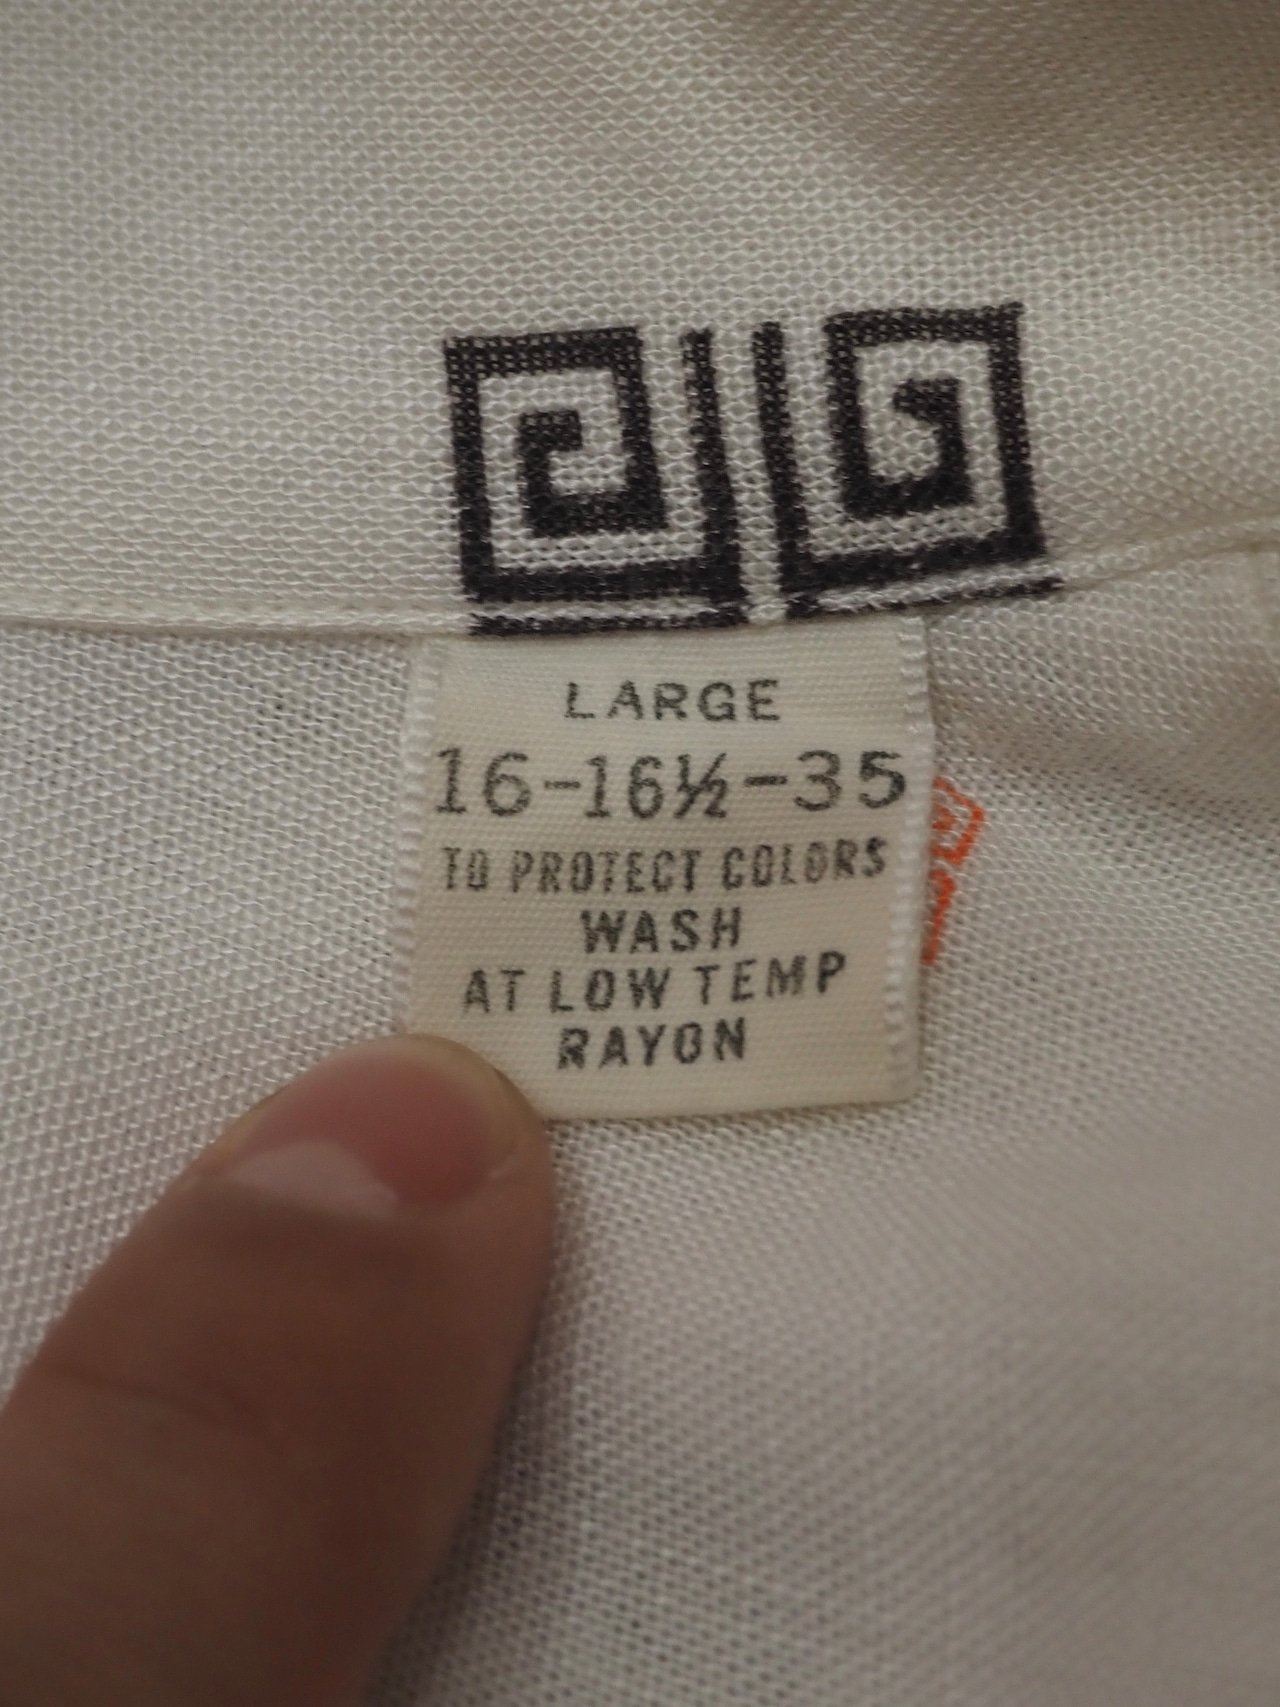 LARGE
16-16½-35
TO PROTECT COLORS
WASH
AT LOW TEMP
RAYON